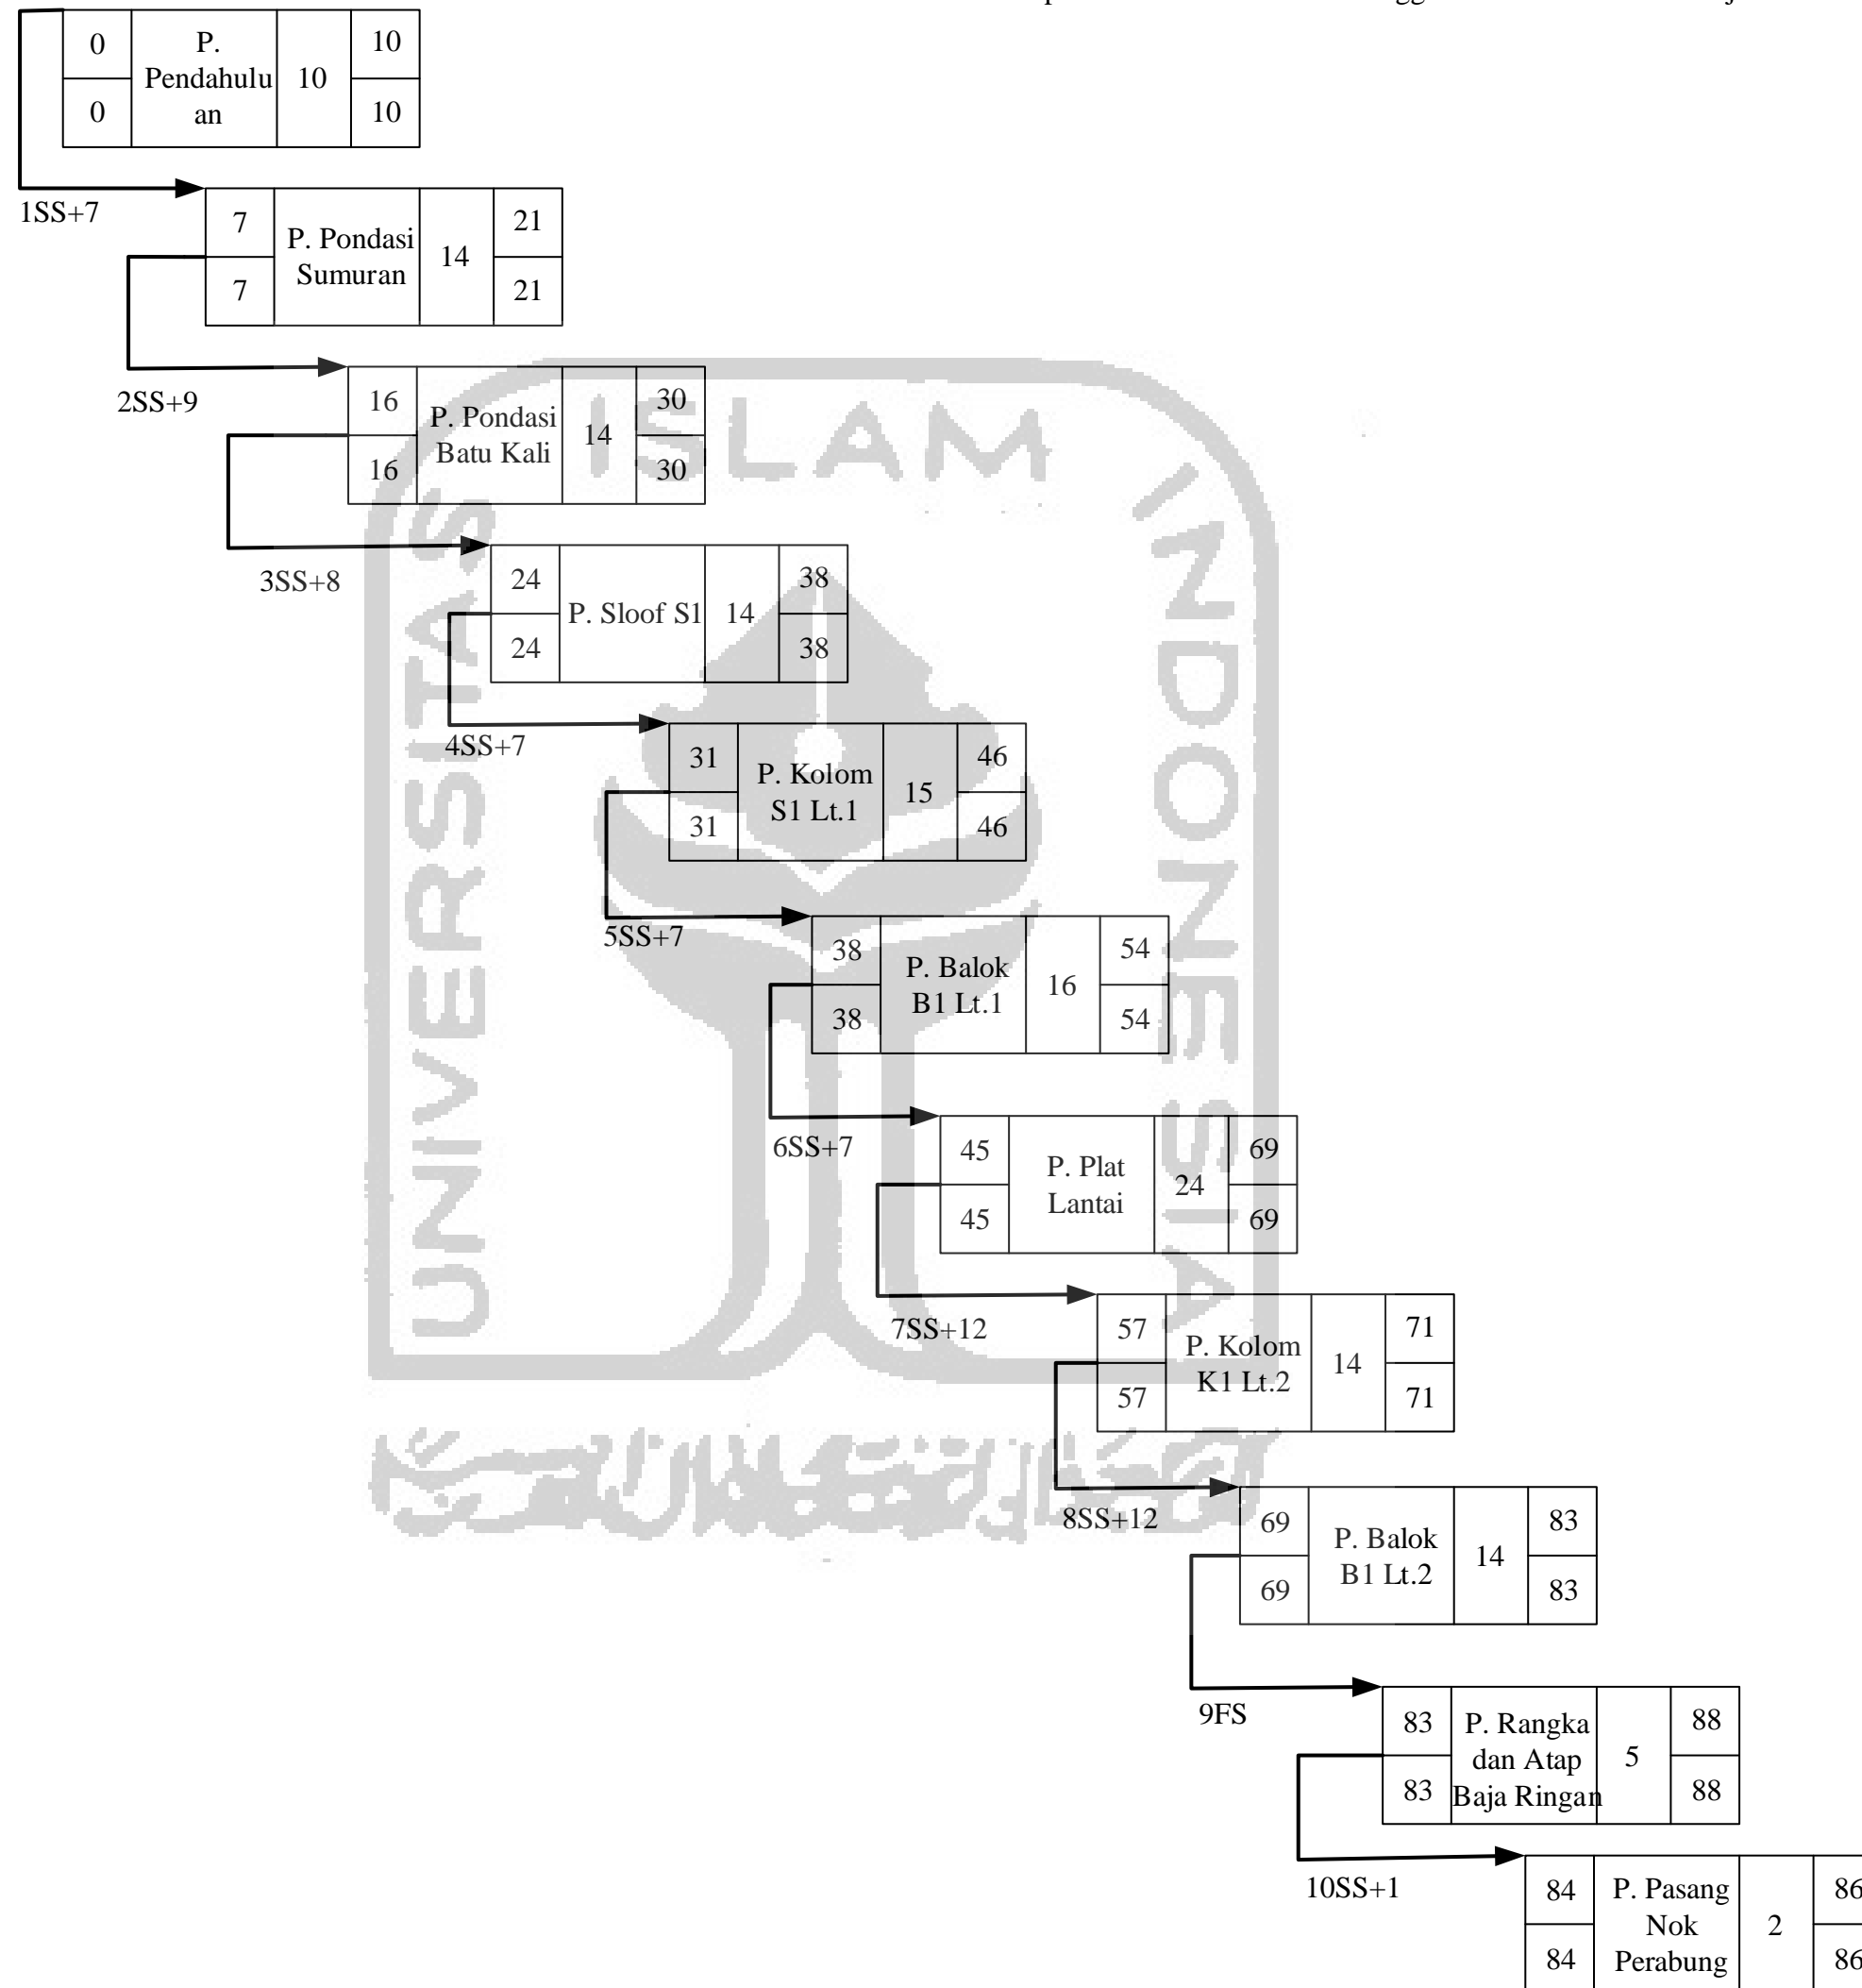 0
P.
Pendahulu
an
10
10
0
10
1SS+7
7
P. Pondasi
Sumuran
14
21
7
21
2SS+9
16
P. Pondasi
Batu Kali
14
30
16
30
3SS+8
24
P. Sloof S1
14
38
24
38
4SS+7
31
P. Kolom
S1 Lt.1
15
46
31
46
5SS+7
38
P. Balok
B1 Lt.1
16
54
38
54
6SS+7
45
P. Plat
Lantai
24
69
45
69
7SS+12
57
P. Kolom
K1 Lt.2
14
71
57
71
8SS+12
69
P. Balok
B1 Lt.2
14
83
69
83
9FS
83
P. Rangka
dan Atap
Baja Ringan
5
88
83
88
10SS+1
84
P. Pasang
Nok
Perabung
2
86
84
86
UNIVERSITAS
ISLAM
INDONESIA